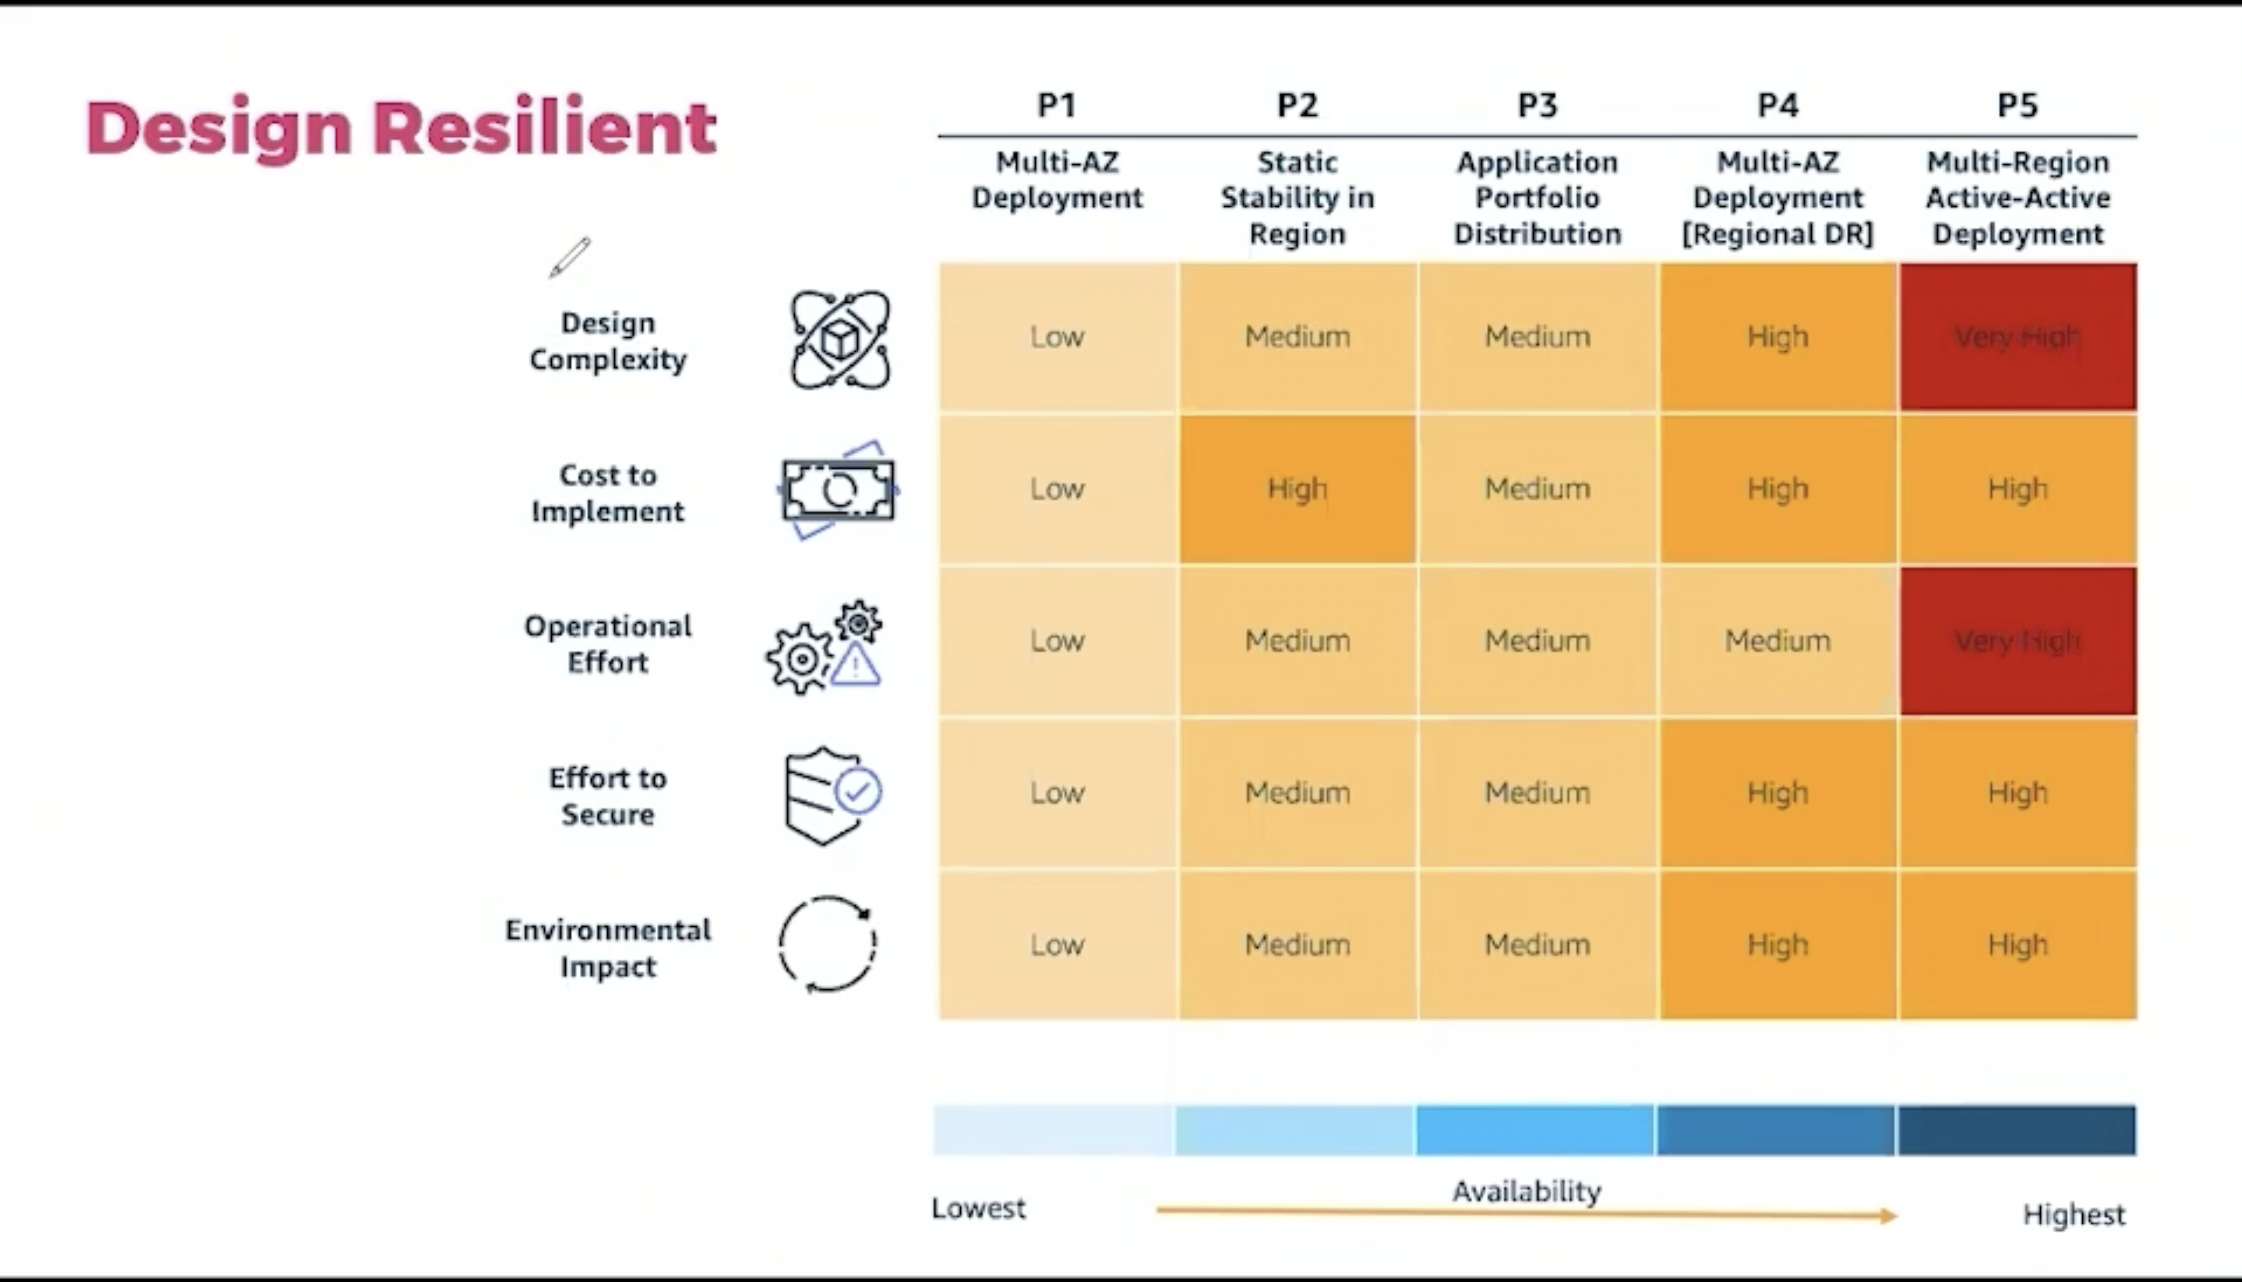 Design Resilient
P1 P2 P3 P4 P5
Multi-AZ Static Application Multi-AZ Multi-Region
Deployment Stability in Portfolio Deployment Active-Active
Region Distribution [Regional DR] Deployment
Design
Complexity
Low Medium Medium High Very High
Cost to
Implement
Low High Medium High High
Operational
Effort
Low Medium Medium Medium Very High
Effort to
Secure
Low Medium Medium High High
Environmental
Impact
Low Medium Medium High High
Availability
Lowest Highest